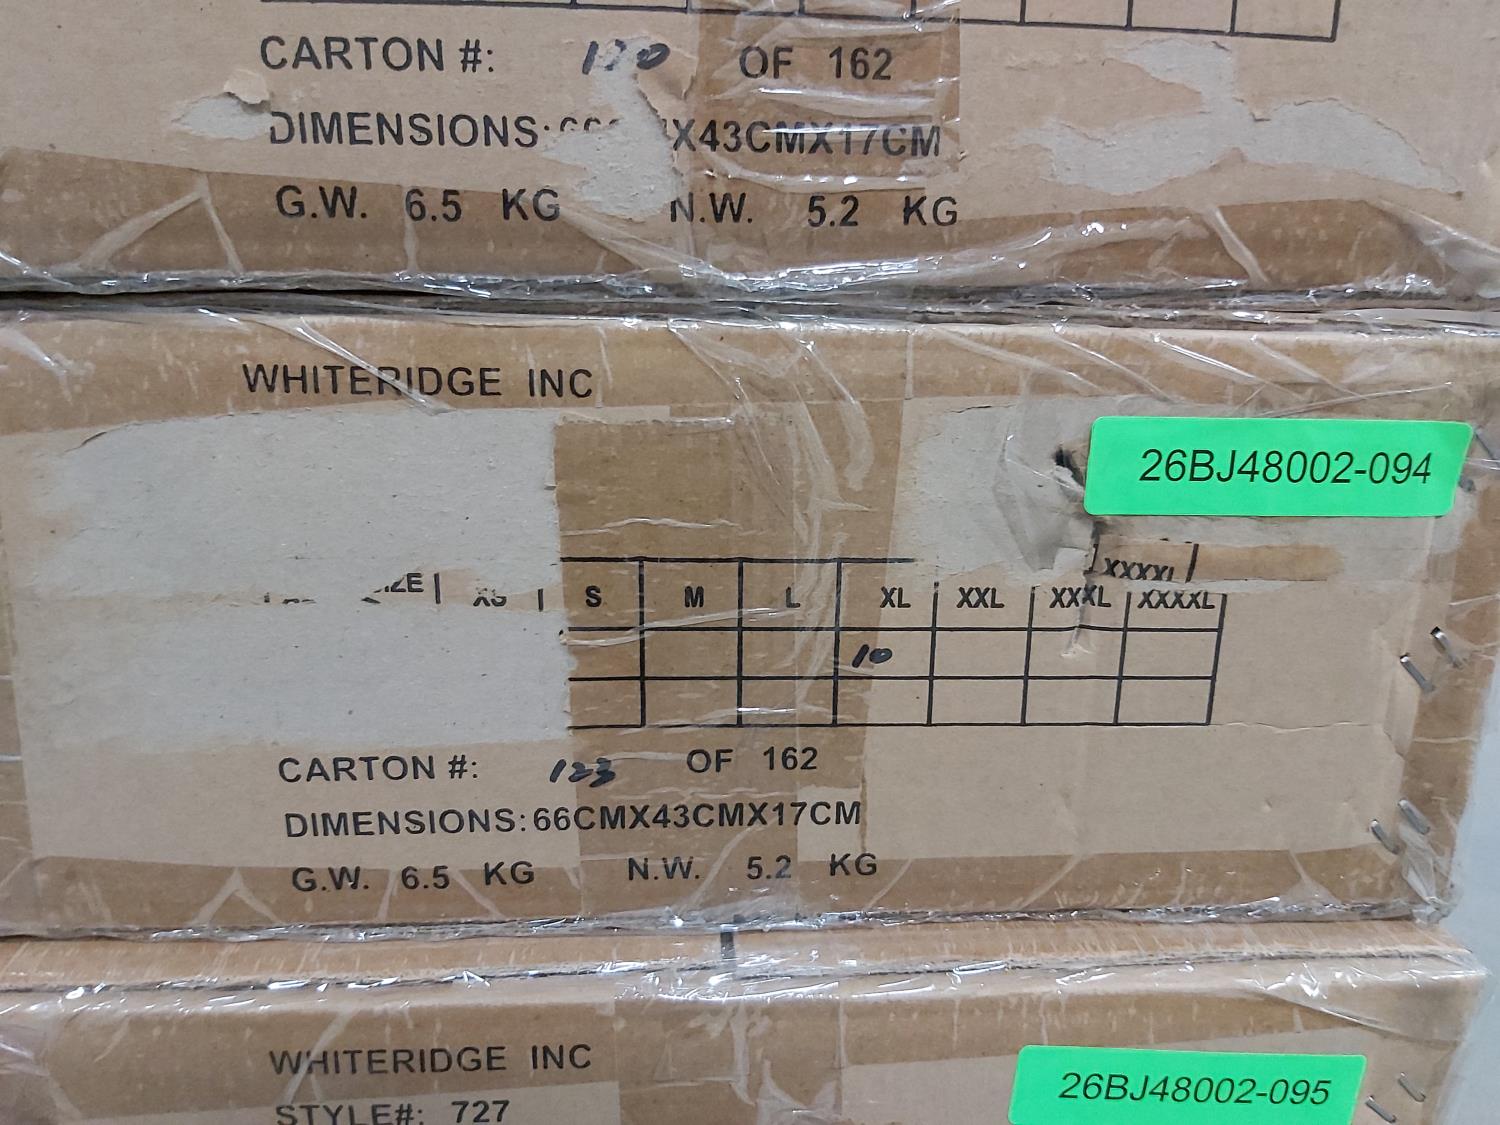 CARTON #: OF 162
DIMENSIONS: X43CMX17CM
G.W. 6.5 KG N.W. 5.2 KG
WHITERIDGE INC
26BJ48002-094
XXXXL
S M L XL XXL XXXL XXXXL
10
CARTON #: 123 OF 162
DIMENSIONS:66CMX43CMX17CM
G.W. 6.5 KG N.W. 5.2 KG
WHITERIDGE INC
26BJ48002-095
STYLE#: 727